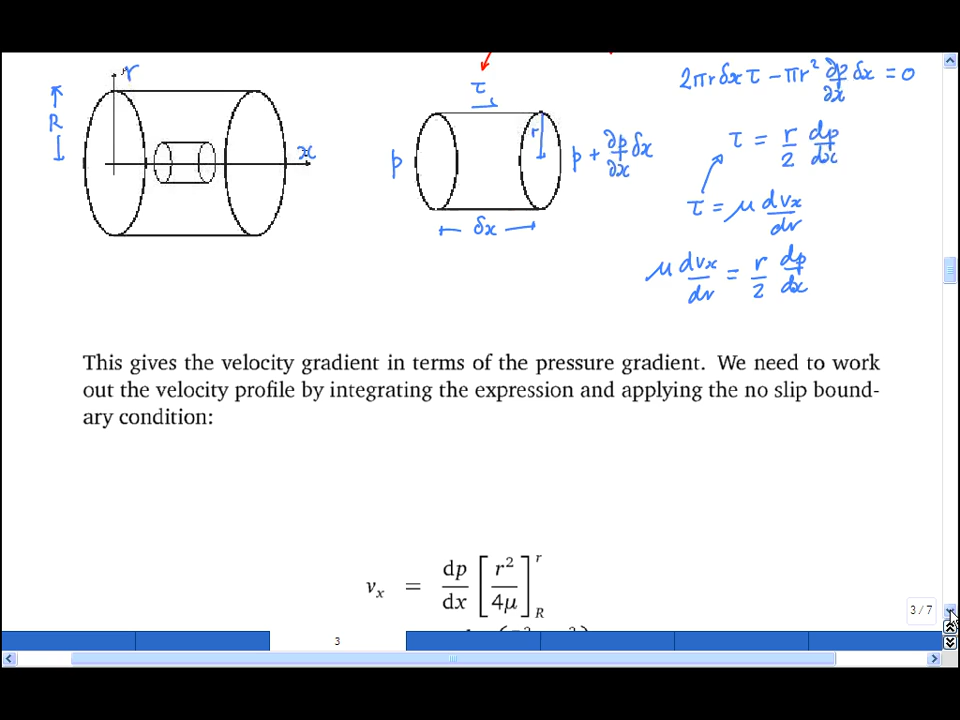 r
R
x
τ
r
p
p + ∂p/∂x δx
δx
2πr δx τ − πr² ∂p/∂x δx = 0
τ = r/2 dp/dx
τ = μ dvx/dr
μ dvx/dr = r/2 dp/dx
This gives the velocity gradient in terms of the pressure gradient. We need to work
out the velocity profile by integrating the expression and applying the no slip bound-
ary condition:
vₓ = dp/dx [r²/4μ]ʳ_R
3 / 7
3